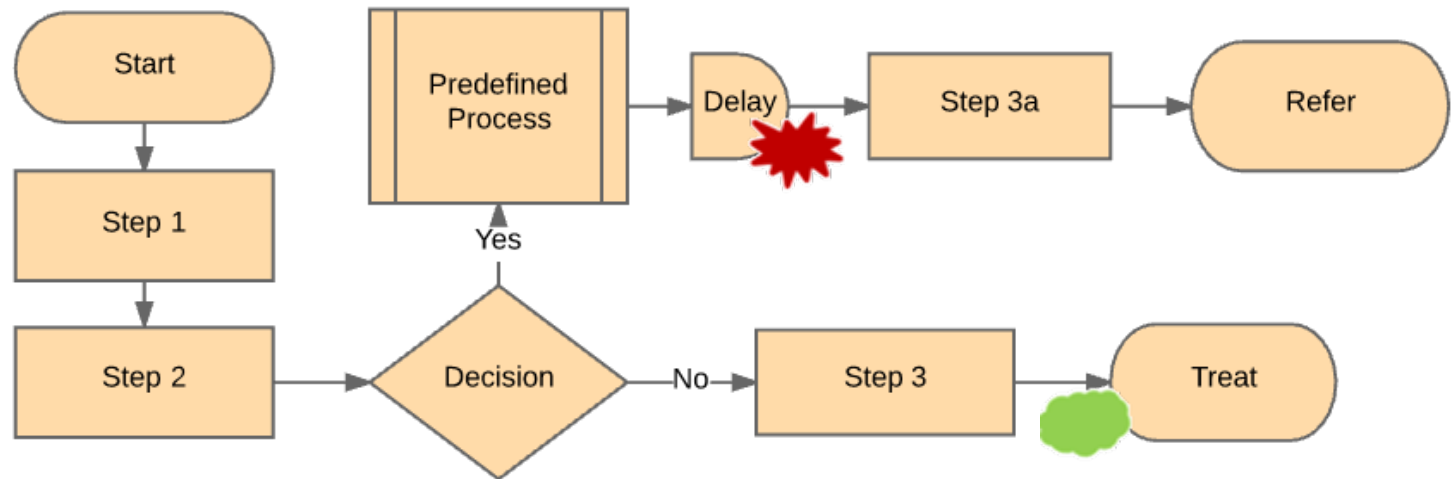 Start
Step 1
Step 2
Decision
Yes
Predefined
Process
Delay
Step 3a
Refer
No
Step 3
Treat